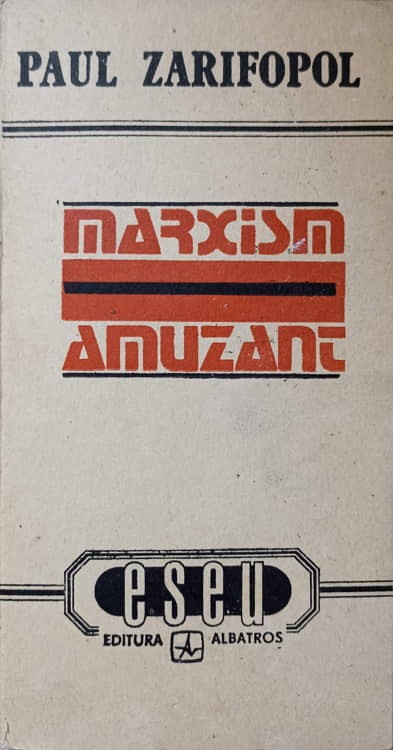 PAUL ZARIFOPOL
MARXiSM
AMUZANT
eseu
EDITURA ALBATROS